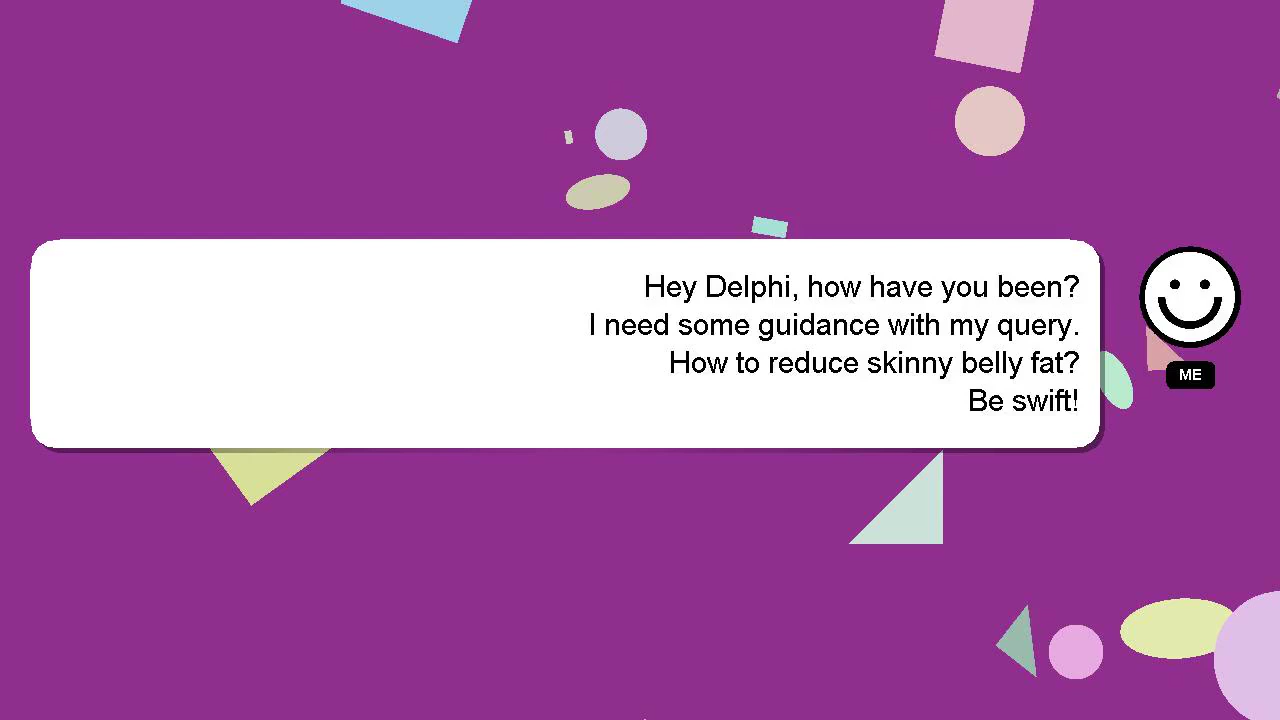 Hey Delphi, how have you been?
I need some guidance with my query.
How to reduce skinny belly fat?
Be swift!
ME